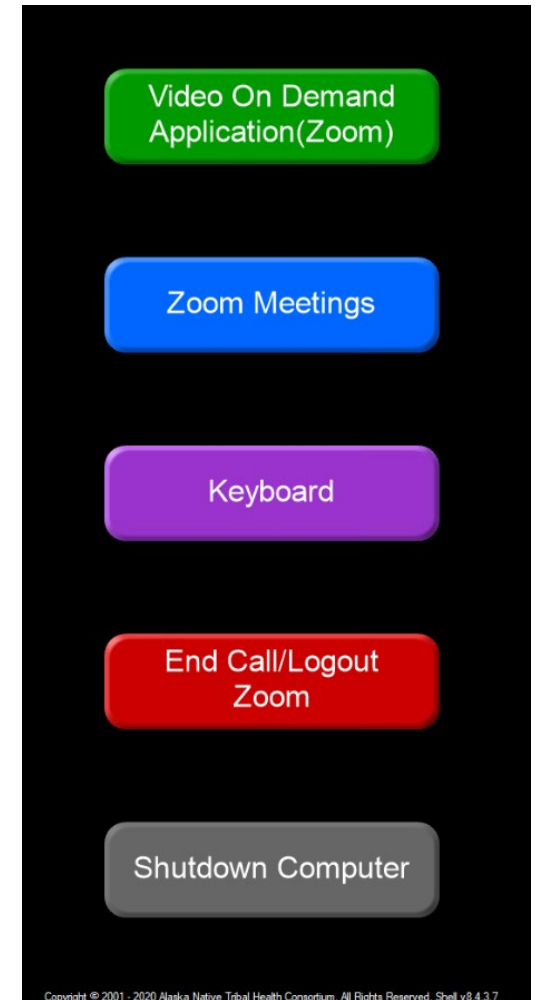 Video On Demand
Application(Zoom)
Zoom Meetings
Keyboard
End Call/Logout
Zoom
Shutdown Computer
Copyright © 2001 - 2020 Alaska Native Tribal Health Consortium. All Rights Reserved. Shell v8.4.3.7